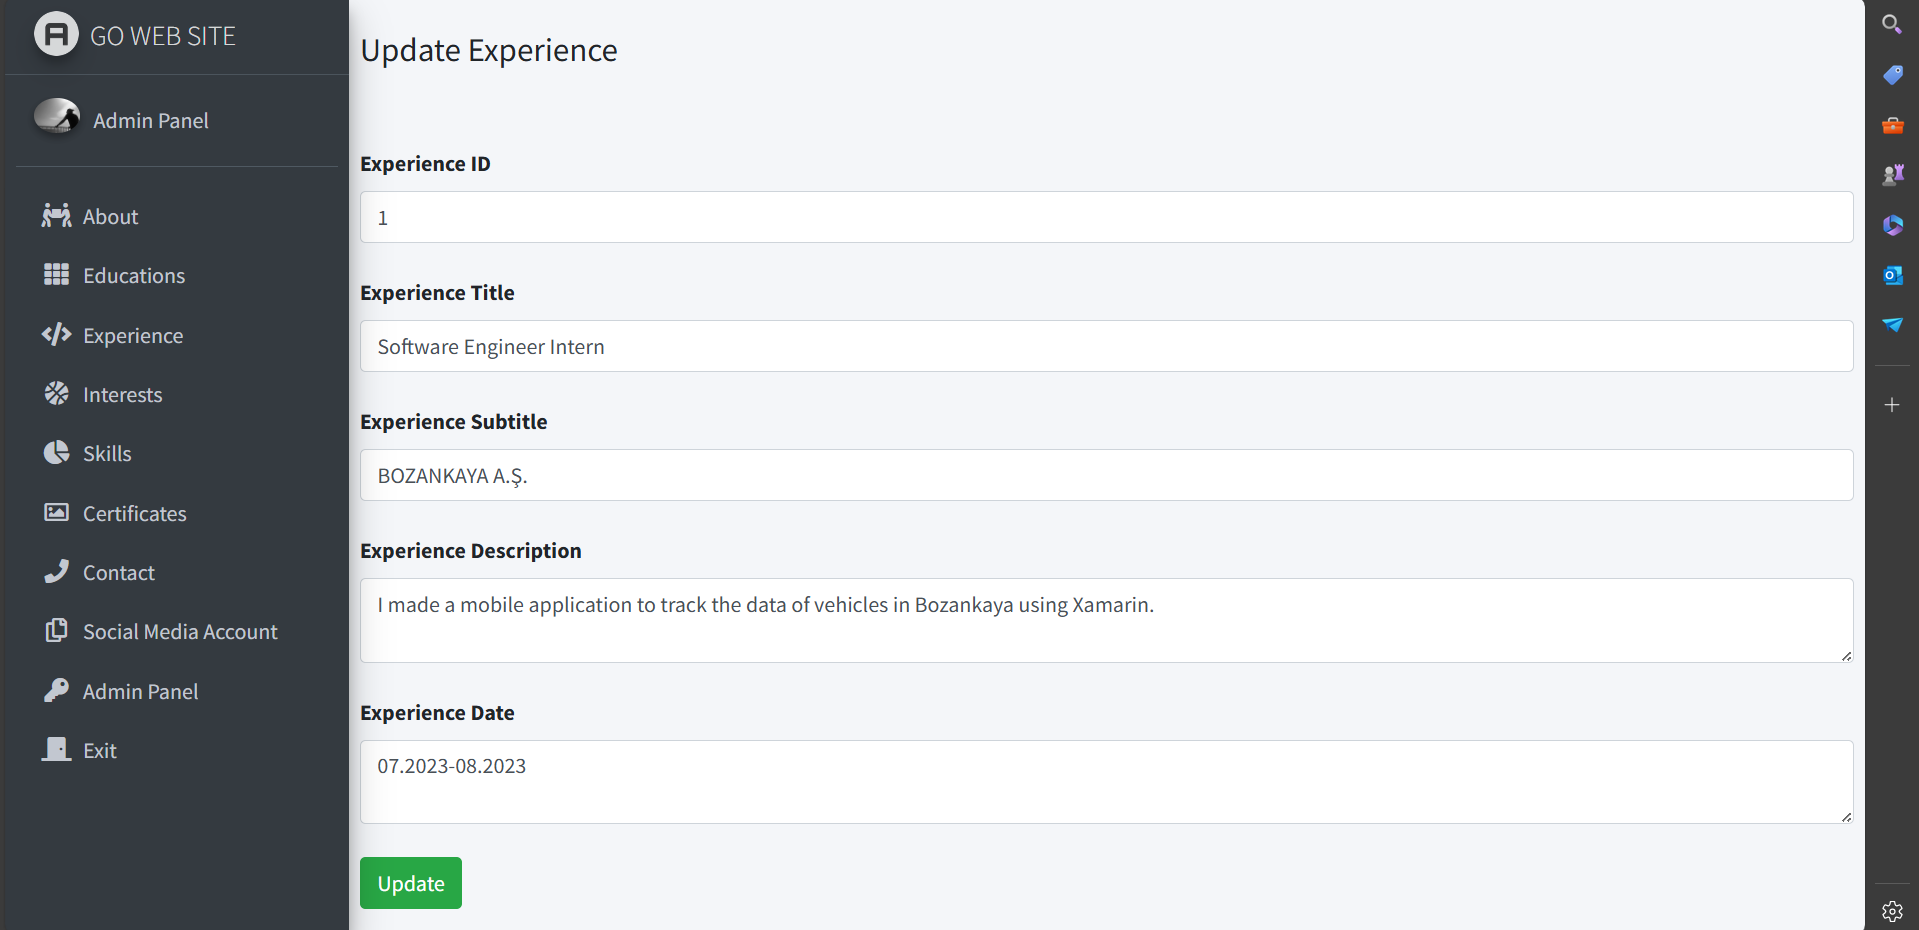 GO WEB SITE
Admin Panel
About
Educations
Experience
Interests
Skills
Certificates
Contact
Social Media Account
Admin Panel
Exit
Update Experience
Experience ID
1
Experience Title
Software Engineer Intern
Experience Subtitle
BOZANKAYA A.Ş.
Experience Description
I made a mobile application to track the data of vehicles in Bozankaya using Xamarin.
Experience Date
07.2023-08.2023
Update